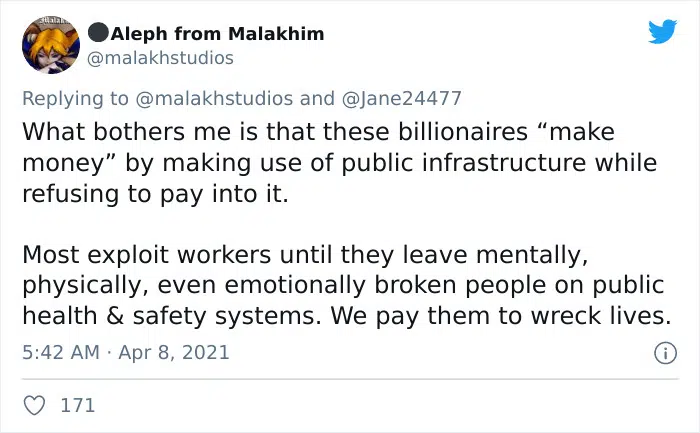 Malakh
Aleph from Malakhim
@malakhstudios
Replying to @malakhstudios and @Jane24477
What bothers me is that these billionaires “make
money” by making use of public infrastructure while
refusing to pay into it.
Most exploit workers until they leave mentally,
physically, even emotionally broken people on public
health & safety systems. We pay them to wreck lives.
5:42 AM · Apr 8, 2021
171